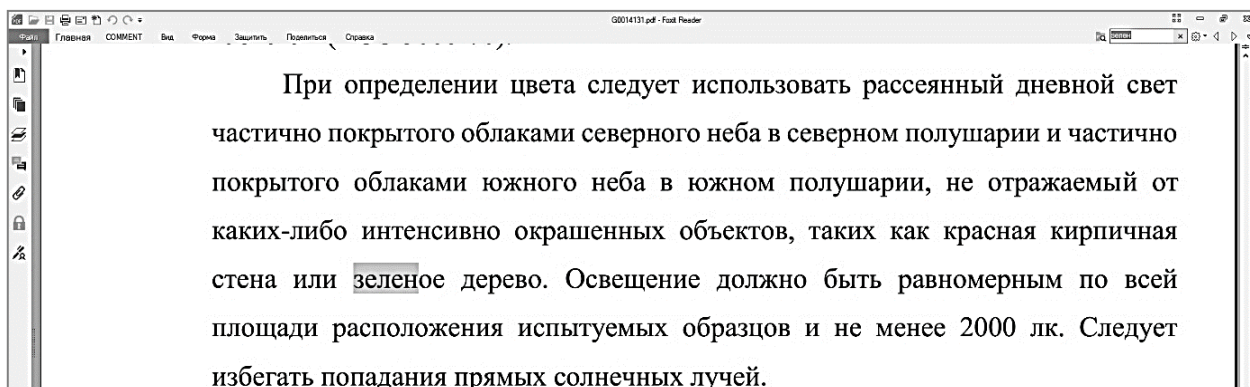 G0014131.pdf - Foxit Reader
Файл Главная COMMENT Вид Форма Защитить Поделиться Справка зелен
При определении цвета следует использовать рассеянный дневной свет
частично покрытого облаками северного неба в северном полушарии и частично
покрытого облаками южного неба в южном полушарии, не отражаемый от
каких-либо интенсивно окрашенных объектов, таких как красная кирпичная
стена или зеленое дерево. Освещение должно быть равномерным по всей
площади расположения испытуемых образцов и не менее 2000 лк. Следует
избегать попадания прямых солнечных лучей.